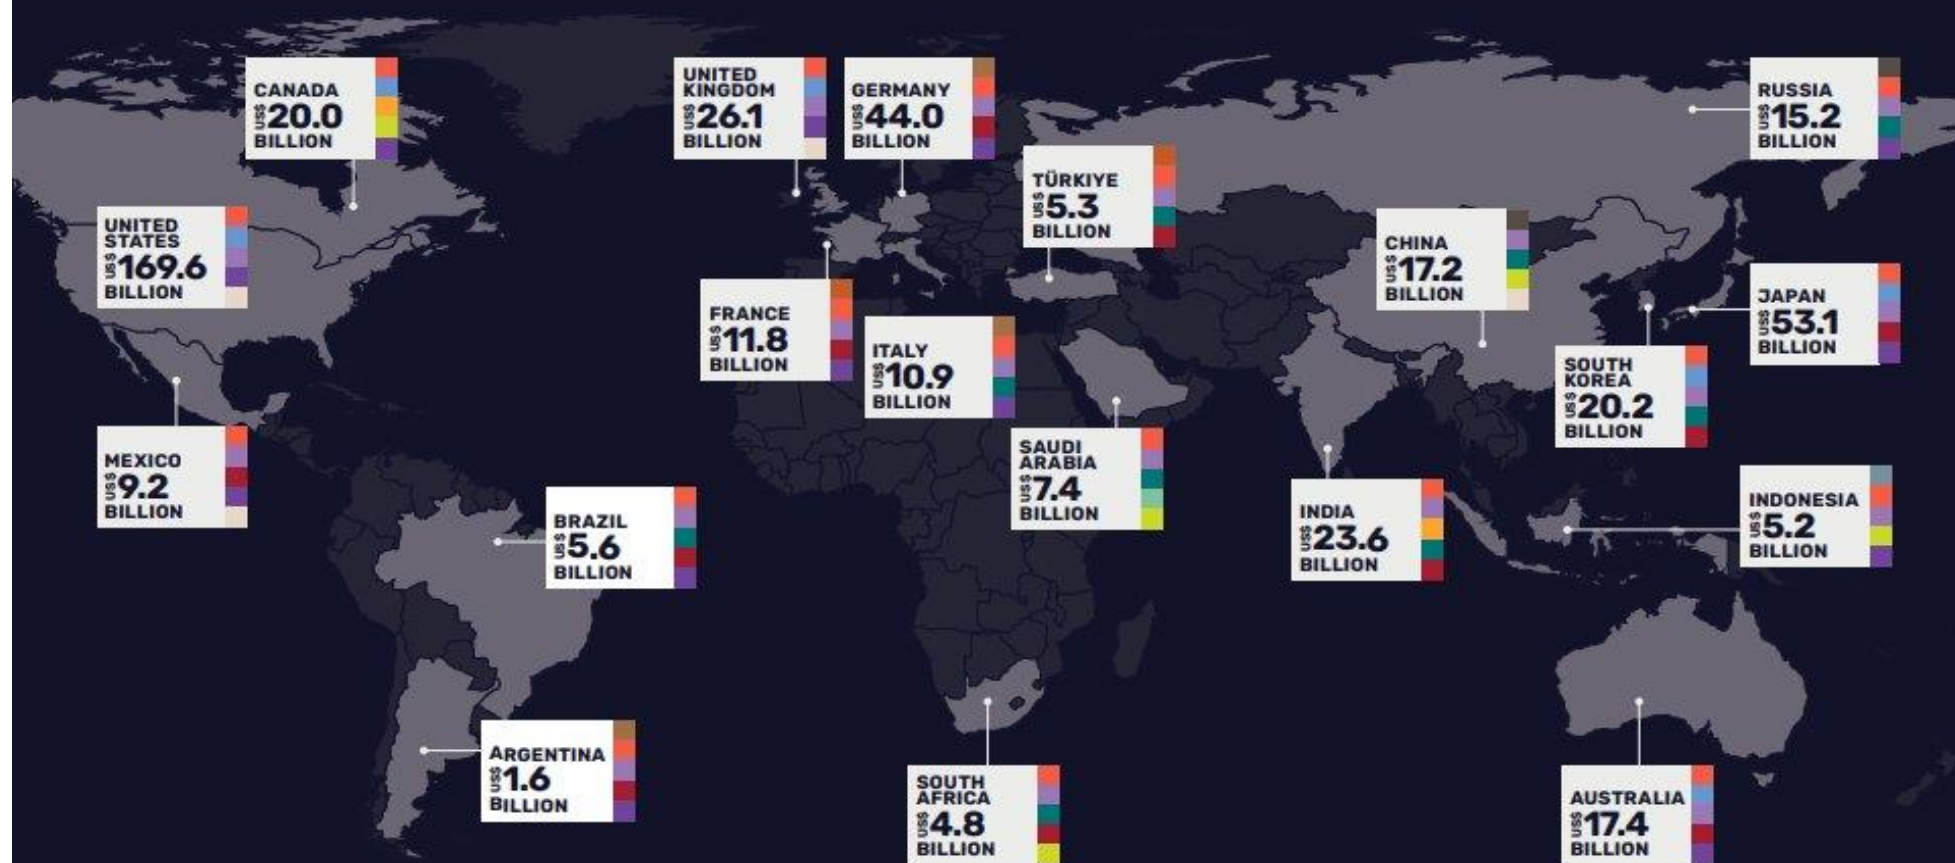 CANADA
US$ 20.0
BILLION
UNITED
KINGDOM
US$ 26.1
BILLION
GERMANY
US$ 44.0
BILLION
RUSSIA
US$ 15.2
BILLION
TÜRKIYE
US$ 5.3
BILLION
UNITED
STATES
US$ 169.6
BILLION
CHINA
US$ 17.2
BILLION
JAPAN
US$ 53.1
BILLION
FRANCE
US$ 11.8
BILLION
ITALY
US$ 10.9
BILLION
SOUTH
KOREA
US$ 20.2
BILLION
MEXICO
US$ 9.2
BILLION
SAUDI
ARABIA
US$ 7.4
BILLION
BRAZIL
US$ 5.6
BILLION
INDIA
US$ 23.6
BILLION
INDONESIA
US$ 5.2
BILLION
ARGENTINA
US$ 1.6
BILLION
SOUTH
AFRICA
US$ 4.8
BILLION
AUSTRALIA
US$ 17.4
BILLION